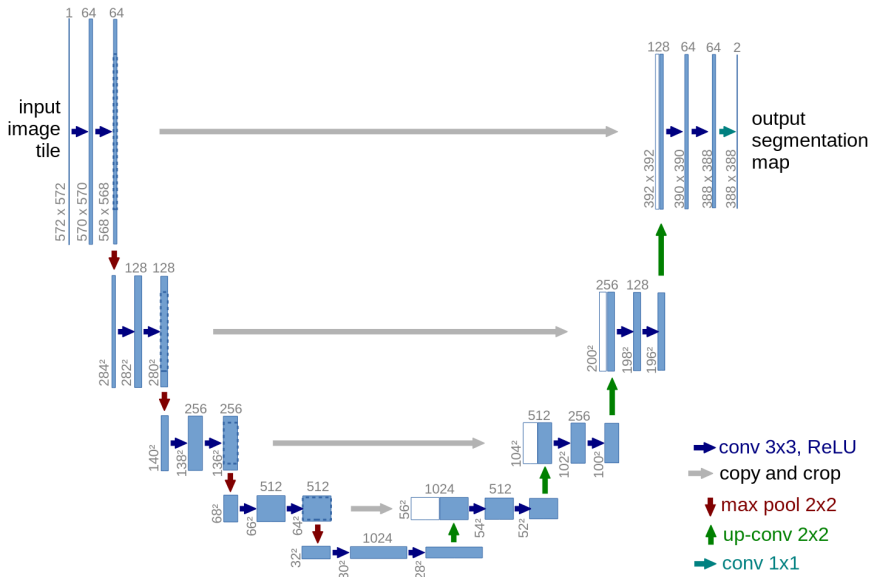 1 64 64
128 64 64 2
input
image
tile
output
segmentation
map
572 x 572
570 x 570
568 x 568
392 x 392
390 x 390
388 x 388
388 x 388
128 128
256 128
284²
282²
280²
200²
198²
196²
256 256
512 256
140²
138²
136²
104²
102²
100²
512 512
1024 512
68²
66²
64²
56²
54²
52²
1024
32²
30²
28²
conv 3x3, ReLU
copy and crop
max pool 2x2
up-conv 2x2
conv 1x1